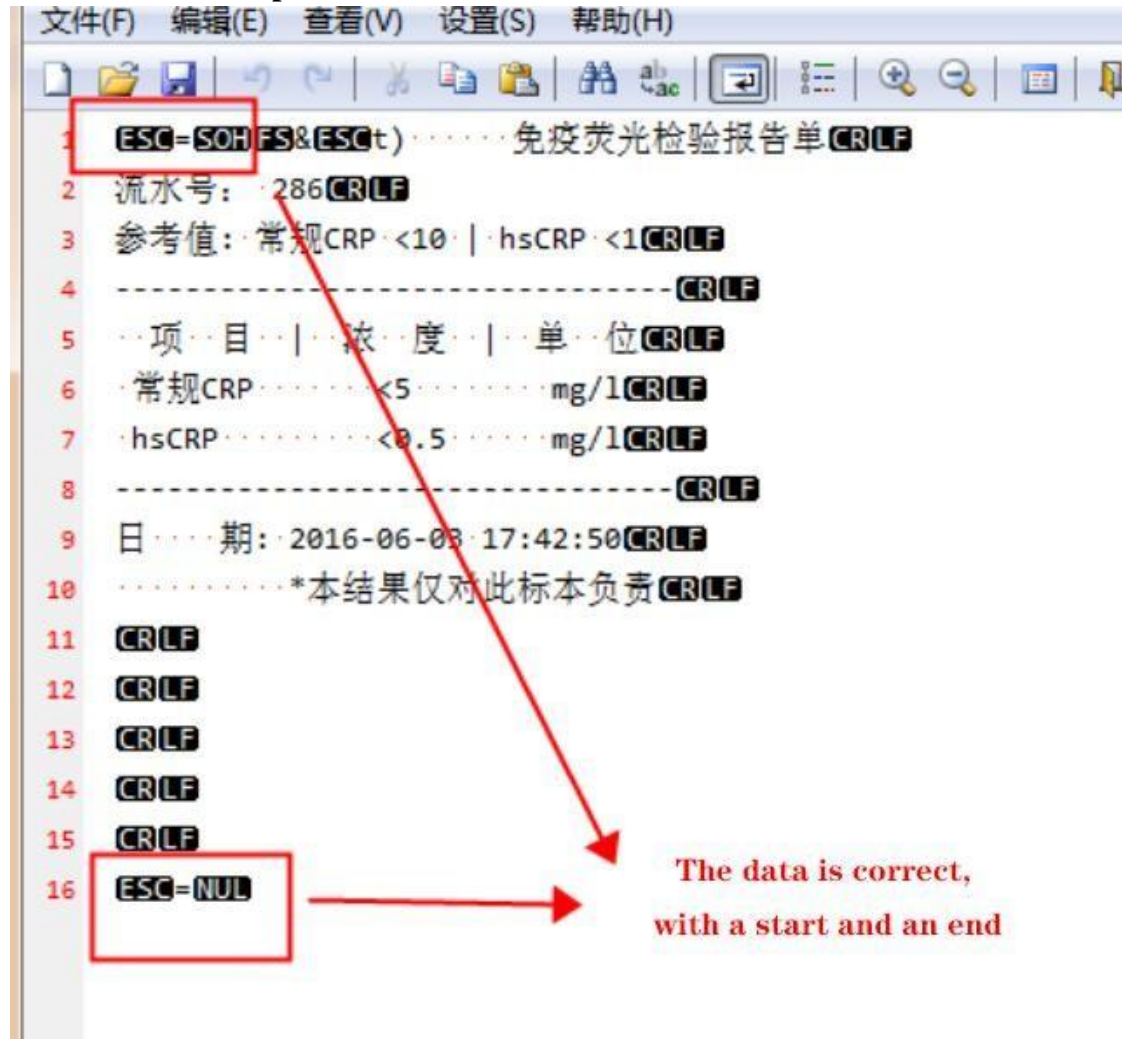 文件(F) 编辑(E) 查看(V) 设置(S) 帮助(H)
1 ESC=SOHFS&ESCt)······免疫荧光检验报告单CRLF
2 流水号:·286CRLF
3 参考值:·常规CRP·<10·|·hsCRP·<1CRLF
4 --------------------------------CRLF
5 ··项··目··|··浓··度··|··单··位CRLF
6 ·常规CRP·······<5········mg/lCRLF
7 ·hsCRP·········<0.5······mg/lCRLF
8 --------------------------------CRLF
9 日····期:·2016-06-03·17:42:50CRLF
10 ··········*本结果仅对此标本负责CRLF
11 CRLF
12 CRLF
13 CRLF
14 CRLF
15 CRLF
16 ESC=NUL
The data is correct,
with a start and an end